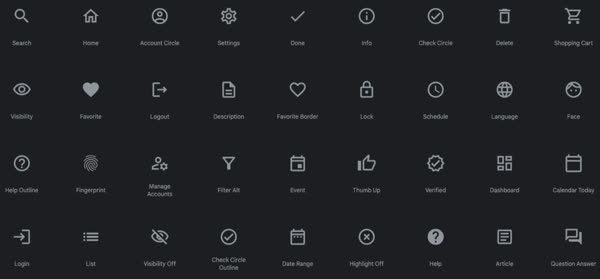 Search
Home
Account Circle
Settings
Done
Info
Check Circle
Delete
Shopping Cart
Visibility
Favorite
Logout
Description
Favorite Border
Lock
Schedule
Language
Face
Help Outline
Fingerprint
Manage
Accounts
Filter Alt
Event
Thumb Up
Verified
Dashboard
Calendar Today
Login
List
Visibility Off
Check Circle
Outline
Date Range
Highlight Off
Help
Article
Question Answer